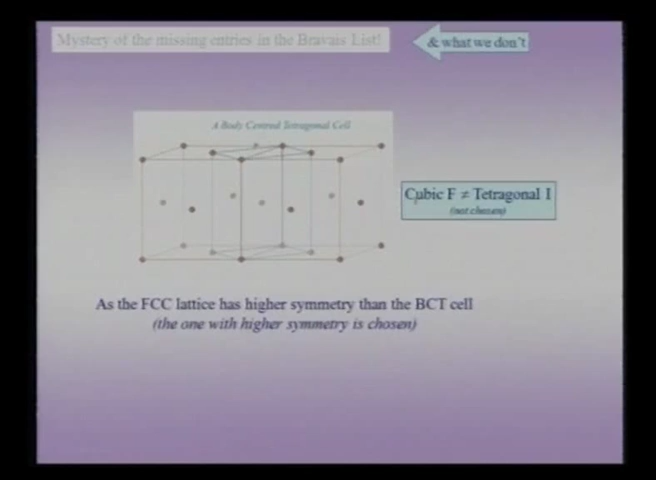 Mystery of the missing entries in the Bravais List!
& what we don't
A Body Centred Tetragonal Cell
Cubic F ≠ Tetragonal I
(not chosen)
As the FCC lattice has higher symmetry than the BCT cell
(the one with higher symmetry is chosen)